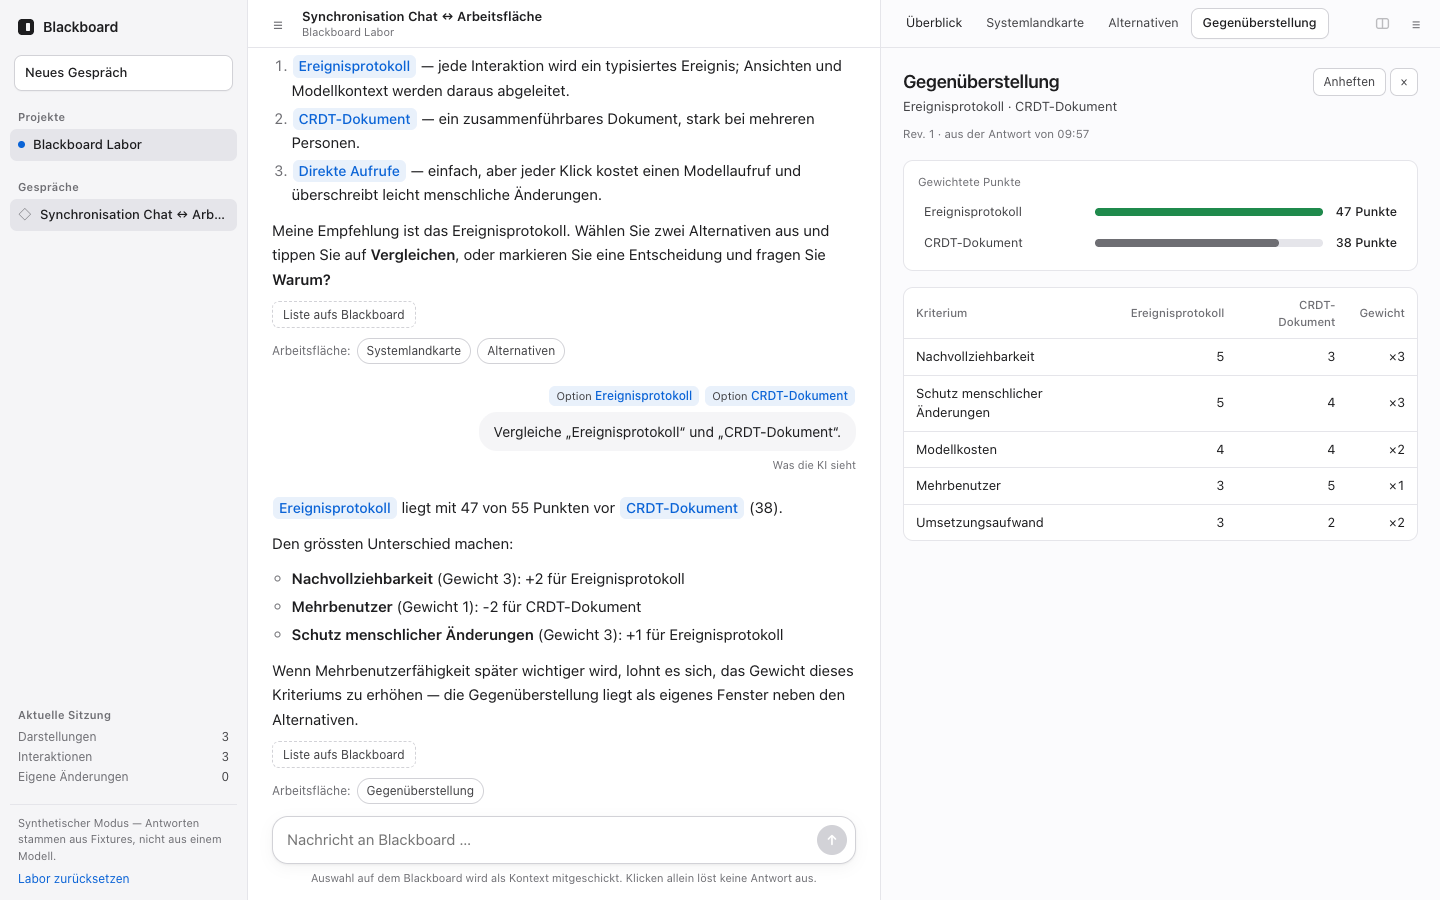 Blackboard
Neues Gespräch
Projekte
Blackboard Labor
Gespräche
Synchronisation Chat ↔ Arb...
Aktuelle Sitzung
Darstellungen 3
Interaktionen 3
Eigene Änderungen 0
Synthetischer Modus — Antworten
stammen aus Fixtures, nicht aus einem
Modell.
Labor zurücksetzen
Synchronisation Chat ↔ Arbeitsfläche
Blackboard Labor
1. Ereignisprotokoll — jede Interaktion wird ein typisiertes Ereignis; Ansichten und
Modellkontext werden daraus abgeleitet.
2. CRDT-Dokument — ein zusammenführbares Dokument, stark bei mehreren
Personen.
3. Direkte Aufrufe — einfach, aber jeder Klick kostet einen Modellaufruf und
überschreibt leicht menschliche Änderungen.
Meine Empfehlung ist das Ereignisprotokoll. Wählen Sie zwei Alternativen aus und
tippen Sie auf Vergleichen, oder markieren Sie eine Entscheidung und fragen Sie
Warum?
Liste aufs Blackboard
Arbeitsfläche: Systemlandkarte Alternativen
Option Ereignisprotokoll Option CRDT-Dokument
Vergleiche „Ereignisprotokoll“ und „CRDT-Dokument“.
Was die KI sieht
Ereignisprotokoll liegt mit 47 von 55 Punkten vor CRDT-Dokument (38).
Den grössten Unterschied machen:
Nachvollziehbarkeit (Gewicht 3): +2 für Ereignisprotokoll
Mehrbenutzer (Gewicht 1): -2 für CRDT-Dokument
Schutz menschlicher Änderungen (Gewicht 3): +1 für Ereignisprotokoll
Wenn Mehrbenutzerfähigkeit später wichtiger wird, lohnt es sich, das Gewicht dieses
Kriteriums zu erhöhen — die Gegenüberstellung liegt als eigenes Fenster neben den
Alternativen.
Liste aufs Blackboard
Arbeitsfläche: Gegenüberstellung
Nachricht an Blackboard ...
Auswahl auf dem Blackboard wird als Kontext mitgeschickt. Klicken allein löst keine Antwort aus.
Überblick Systemlandkarte Alternativen Gegenüberstellung
Gegenüberstellung
Anheften ×
Ereignisprotokoll · CRDT-Dokument
Rev. 1 · aus der Antwort von 09:57
Gewichtete Punkte
Ereignisprotokoll 47 Punkte
CRDT-Dokument 38 Punkte
Kriterium Ereignisprotokoll CRDT-
Dokument Gewicht
Nachvollziehbarkeit 5 3 ×3
Schutz menschlicher
Änderungen 5 4 ×3
Modellkosten 4 4 ×2
Mehrbenutzer 3 5 ×1
Umsetzungsaufwand 3 2 ×2